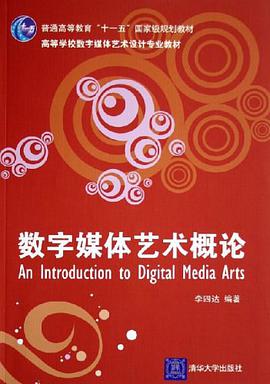 普通高等教育“十一五”国家级规划教材
高等学校数字媒体艺术设计专业教材
数字媒体艺术概论
An Introduction to Digital Media Arts
李四达 编著
清华大学出版社